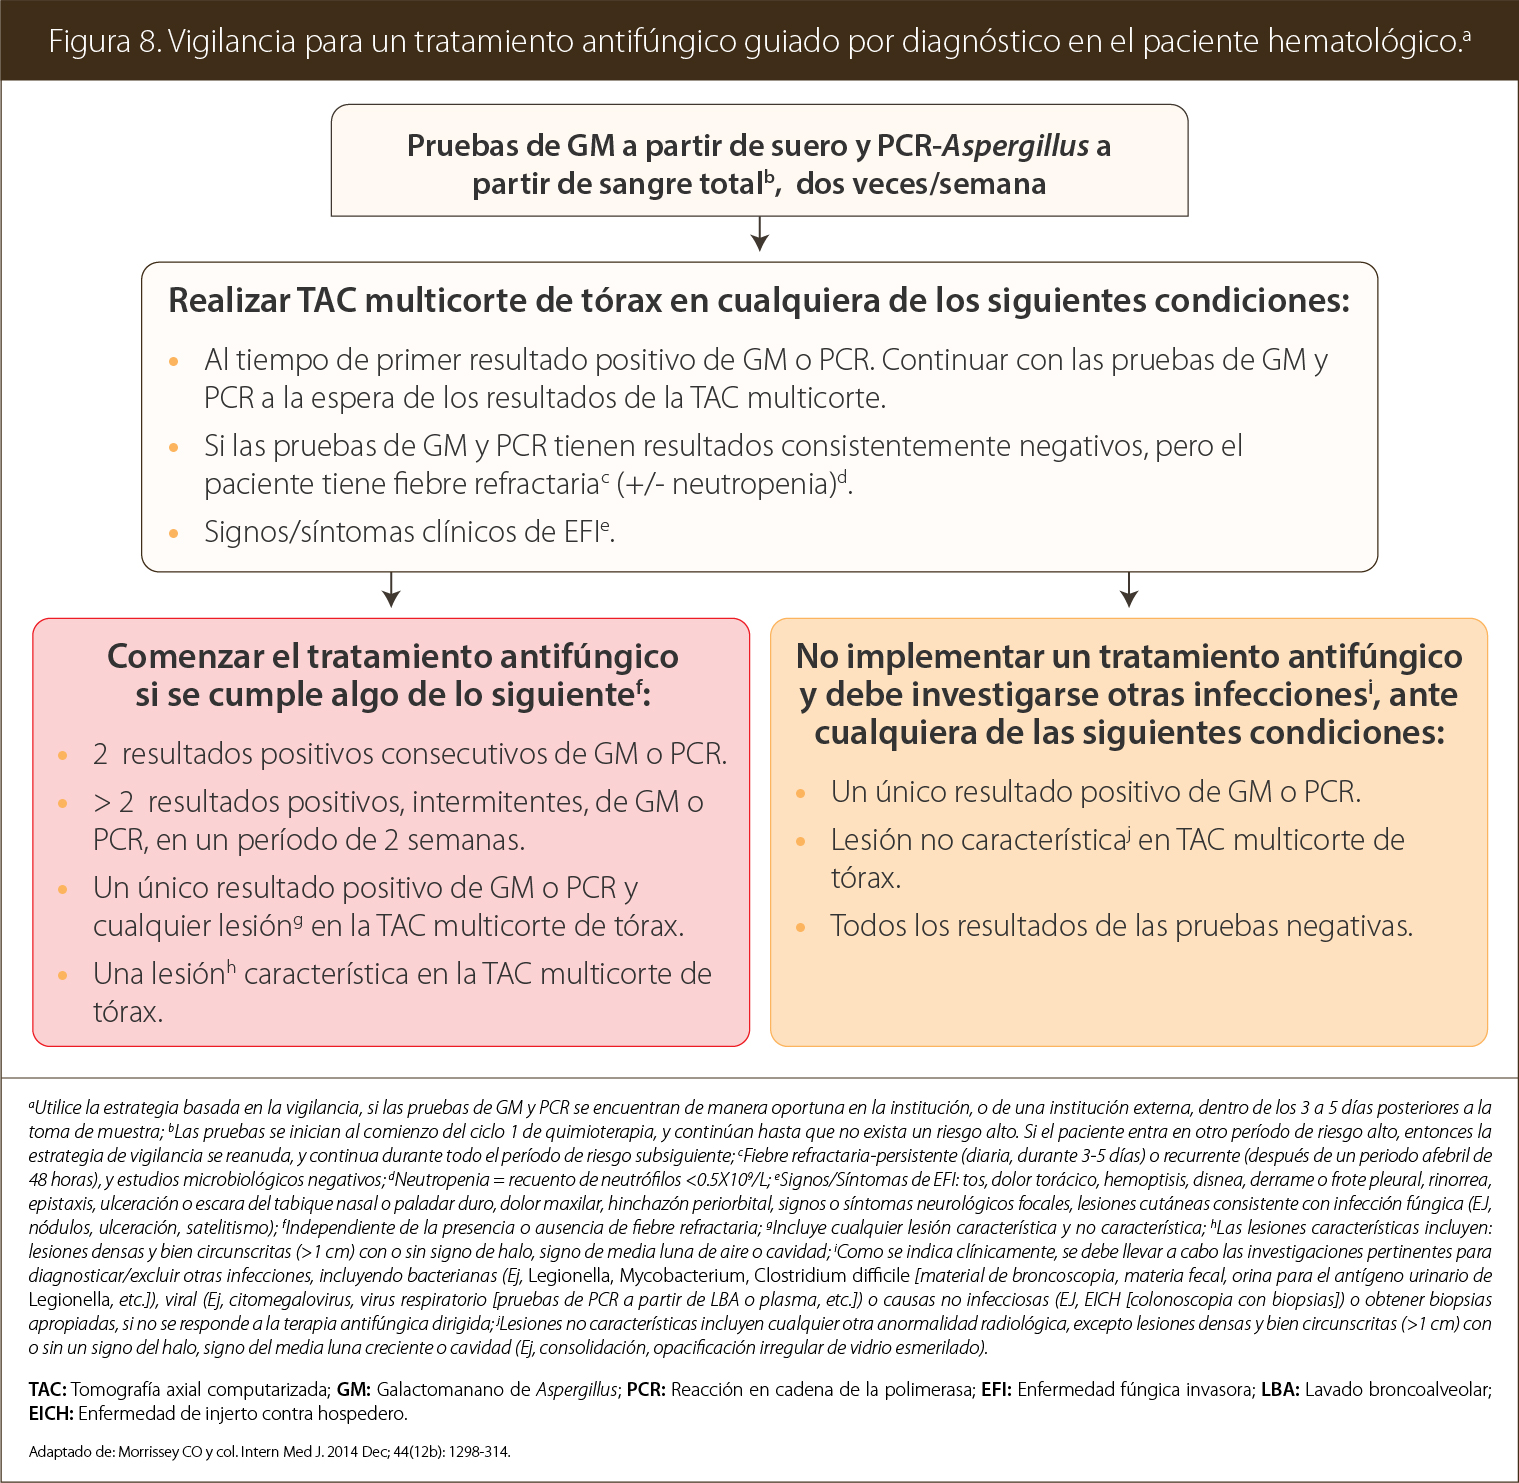 Figura 8. Vigilancia para un tratamiento antifúngico guiado por diagnóstico en el paciente hematológico.ª
Pruebas de GM a partir de suero y PCR-Aspergillus a
partir de sangre totalᵇ, dos veces/semana
Realizar TAC multicorte de tórax en cualquiera de los siguientes condiciones:
• Al tiempo de primer resultado positivo de GM o PCR. Continuar con las pruebas de GM y
PCR a la espera de los resultados de la TAC multicorte.
• Si las pruebas de GM y PCR tienen resultados consistentemente negativos, pero el
paciente tiene fiebre refractariaᶜ (+/- neutropenia)ᵈ.
• Signos/síntomas clínicos de EFIᵉ.
Comenzar el tratamiento antifúngico
si se cumple algo de lo siguienteᶠ:
• 2 resultados positivos consecutivos de GM o PCR.
• > 2 resultados positivos, intermitentes, de GM o
PCR, en un período de 2 semanas.
• Un único resultado positivo de GM o PCR y
cualquier lesiónᵍ en la TAC multicorte de tórax.
• Una lesiónʰ característica en la TAC multicorte de
tórax.
No implementar un tratamiento antifúngico
y debe investigarse otras infeccionesⁱ, ante
cualquiera de las siguientes condiciones:
• Un único resultado positivo de GM o PCR.
• Lesión no característicaʲ en TAC multicorte de
tórax.
• Todos los resultados de las pruebas negativas.
ªUtilice la estrategia basada en la vigilancia, si las pruebas de GM y PCR se encuentran de manera oportuna en la institución, o de una institución externa, dentro de los 3 a 5 días posteriores a la
toma de muestra; ᵇLas pruebas se inician al comienzo del ciclo 1 de quimioterapia, y continúan hasta que no exista un riesgo alto. Si el paciente entra en otro período de riesgo alto, entonces la
estrategia de vigilancia se reanuda, y continua durante todo el período de riesgo subsiguiente; ᶜFiebre refractaria-persistente (diaria, durante 3-5 días) o recurrente (después de un periodo afebril de
48 horas), y estudios microbiológicos negativos; ᵈNeutropenia = recuento de neutrófilos <0.5X10⁹/L; ᵉSignos/Síntomas de EFI: tos, dolor torácico, hemoptisis, disnea, derrame o frote pleural, rinorrea,
epistaxis, ulceración o escara del tabique nasal o paladar duro, dolor maxilar, hinchazón periorbital, signos o síntomas neurológicos focales, lesiones cutáneas consistente con infección fúngica (EJ,
nódulos, ulceración, satelitismo); ᶠIndependiente de la presencia o ausencia de fiebre refractaria; ᵍIncluye cualquier lesión característica y no característica; ʰLas lesiones características incluyen:
lesiones densas y bien circunscritas (>1 cm) con o sin signo de halo, signo de media luna de aire o cavidad; ⁱComo se indica clínicamente, se debe llevar a cabo las investigaciones pertinentes para
diagnosticar/excluir otras infecciones, incluyendo bacterianas (Ej, Legionella, Mycobacterium, Clostridium difficile [material de broncoscopia, materia fecal, orina para el antígeno urinario de
Legionella, etc.]), viral (Ej, citomegalovirus, virus respiratorio [pruebas de PCR a partir de LBA o plasma, etc.]) o causas no infecciosas (EJ, EICH [colonoscopia con biopsias]) o obtener biopsias
apropiadas, si no se responde a la terapia antifúngica dirigida; ʲLesiones no características incluyen cualquier otra anormalidad radiológica, excepto lesiones densas y bien circunscritas (>1 cm) con
o sin un signo del halo, signo del media luna creciente o cavidad (Ej, consolidación, opacificación irregular de vidrio esmerilado).
TAC: Tomografía axial computarizada; GM: Galactomanano de Aspergillus; PCR: Reacción en cadena de la polimerasa; EFI: Enfermedad fúngica invasora; LBA: Lavado broncoalveolar;
EICH: Enfermedad de injerto contra hospedero.
Adaptado de: Morrissey CO y col. Intern Med J. 2014 Dec; 44(12b): 1298-314.